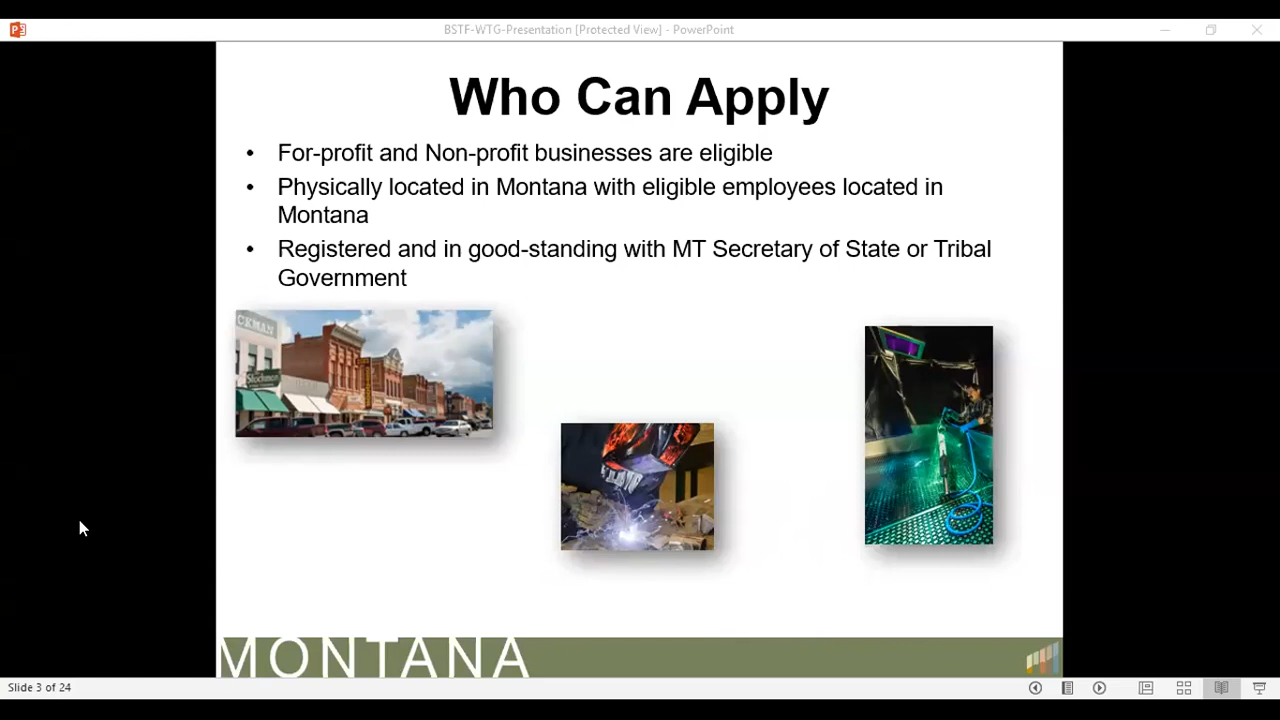 BSTF-WTG-Presentation [Protected View] - PowerPoint
Who Can Apply
• For-profit and Non-profit businesses are eligible
• Physically located in Montana with eligible employees located in
Montana
• Registered and in good-standing with MT Secretary of State or Tribal
Government
CKMAN
Stockman
MONTANA
Slide 3 of 24